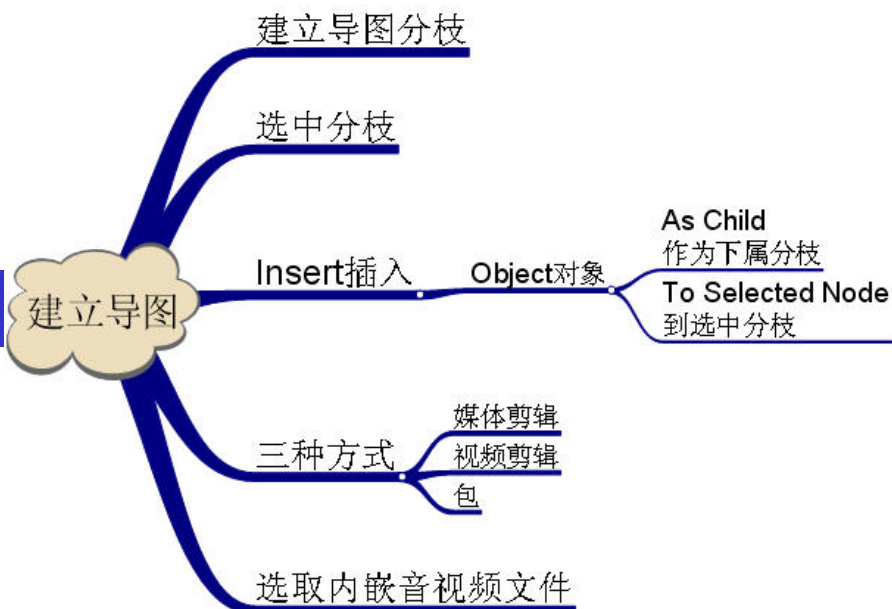 建立导图
建立导图分枝
选中分枝
Insert插入
Object对象
As Child
作为下属分枝
To Selected Node
到选中分枝
三种方式
媒体剪辑
视频剪辑
包
选取内嵌音视频文件